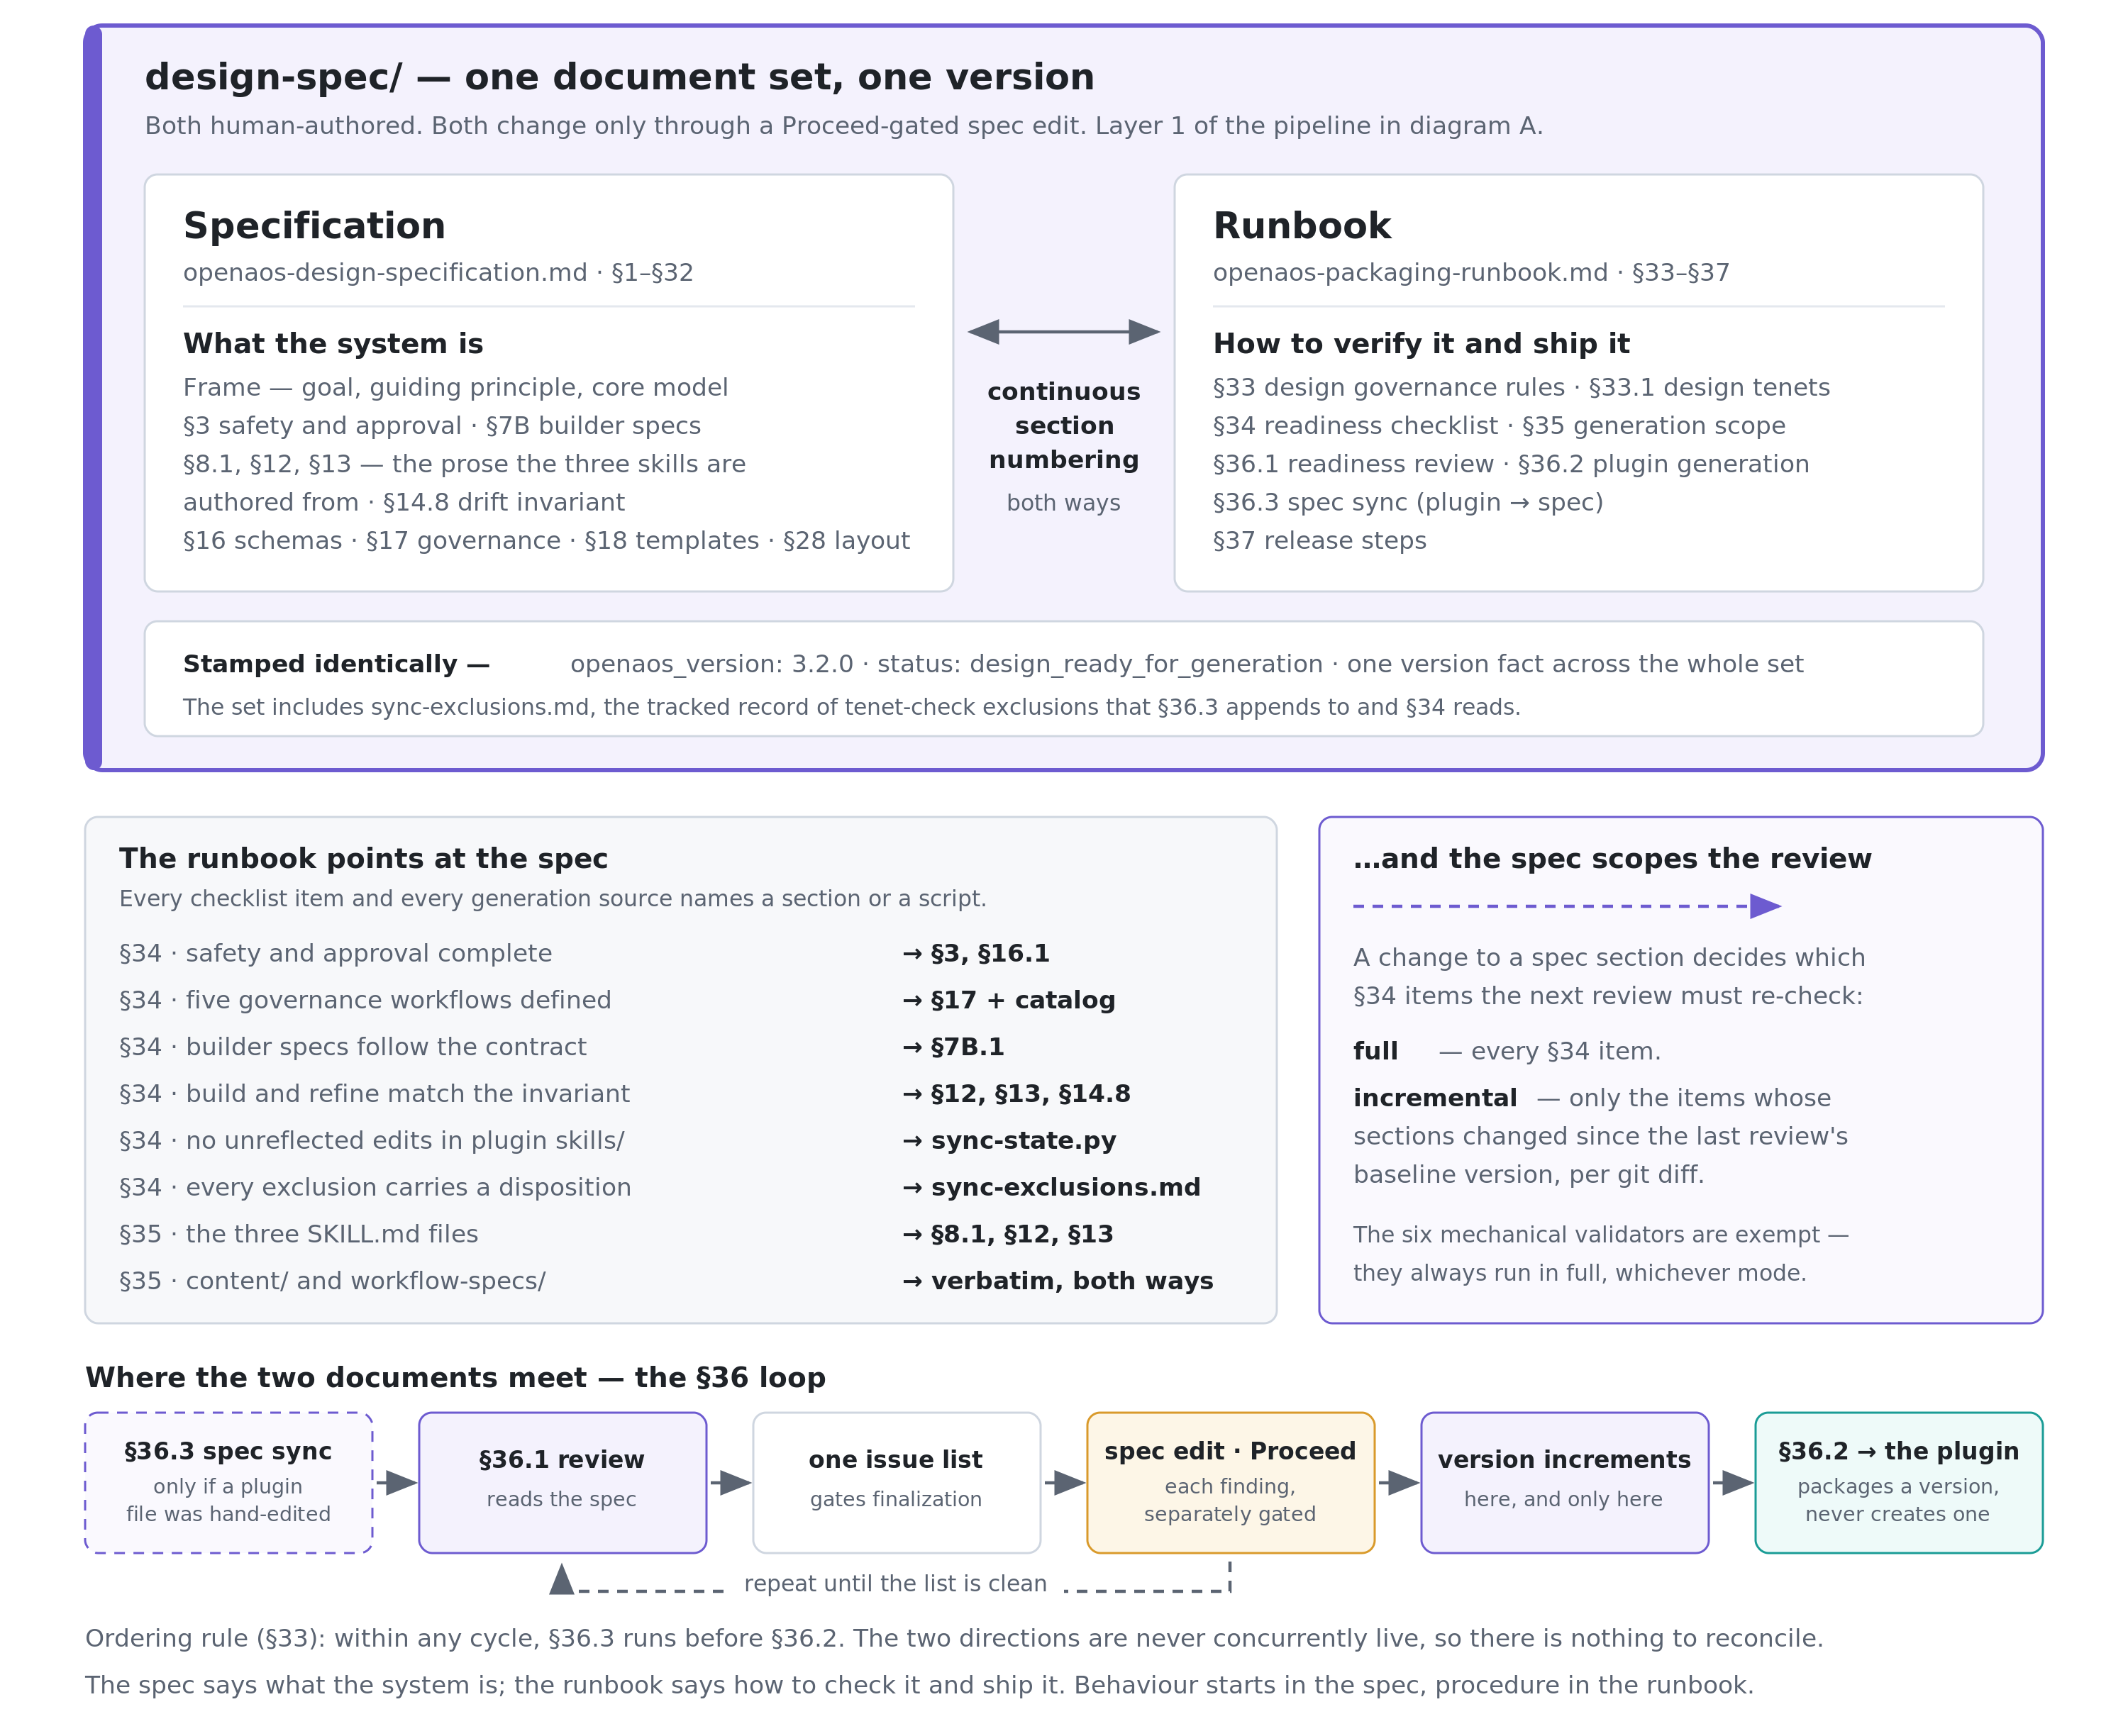 design-spec/ — one document set, one version
Both human-authored. Both change only through a Proceed-gated spec edit. Layer 1 of the pipeline in diagram A.
Specification
openaos-design-specification.md · §1–§32
What the system is
Frame — goal, guiding principle, core model
§3 safety and approval · §7B builder specs
§8.1, §12, §13 — the prose the three skills are
authored from · §14.8 drift invariant
§16 schemas · §17 governance · §18 templates · §28 layout
continuous
section
numbering
both ways
Runbook
openaos-packaging-runbook.md · §33–§37
How to verify it and ship it
§33 design governance rules · §33.1 design tenets
§34 readiness checklist · §35 generation scope
§36.1 readiness review · §36.2 plugin generation
§36.3 spec sync (plugin → spec)
§37 release steps
Stamped identically — openaos_version: 3.2.0 · status: design_ready_for_generation · one version fact across the whole set
The set includes sync-exclusions.md, the tracked record of tenet-check exclusions that §36.3 appends to and §34 reads.
The runbook points at the spec
Every checklist item and every generation source names a section or a script.
§34 · safety and approval complete → §3, §16.1
§34 · five governance workflows defined → §17 + catalog
§34 · builder specs follow the contract → §7B.1
§34 · build and refine match the invariant → §12, §13, §14.8
§34 · no unreflected edits in plugin skills/ → sync-state.py
§34 · every exclusion carries a disposition → sync-exclusions.md
§35 · the three SKILL.md files → §8.1, §12, §13
§35 · content/ and workflow-specs/ → verbatim, both ways
…and the spec scopes the review
A change to a spec section decides which
§34 items the next review must re-check:
full — every §34 item.
incremental — only the items whose
sections changed since the last review's
baseline version, per git diff.
The six mechanical validators are exempt —
they always run in full, whichever mode.
Where the two documents meet — the §36 loop
§36.3 spec sync
only if a plugin
file was hand-edited
§36.1 review
reads the spec
one issue list
gates finalization
spec edit · Proceed
each finding,
separately gated
version increments
here, and only here
§36.2 → the plugin
packages a version,
never creates one
repeat until the list is clean
Ordering rule (§33): within any cycle, §36.3 runs before §36.2. The two directions are never concurrently live, so there is nothing to reconcile.
The spec says what the system is; the runbook says how to check it and ship it. Behaviour starts in the spec, procedure in the runbook.